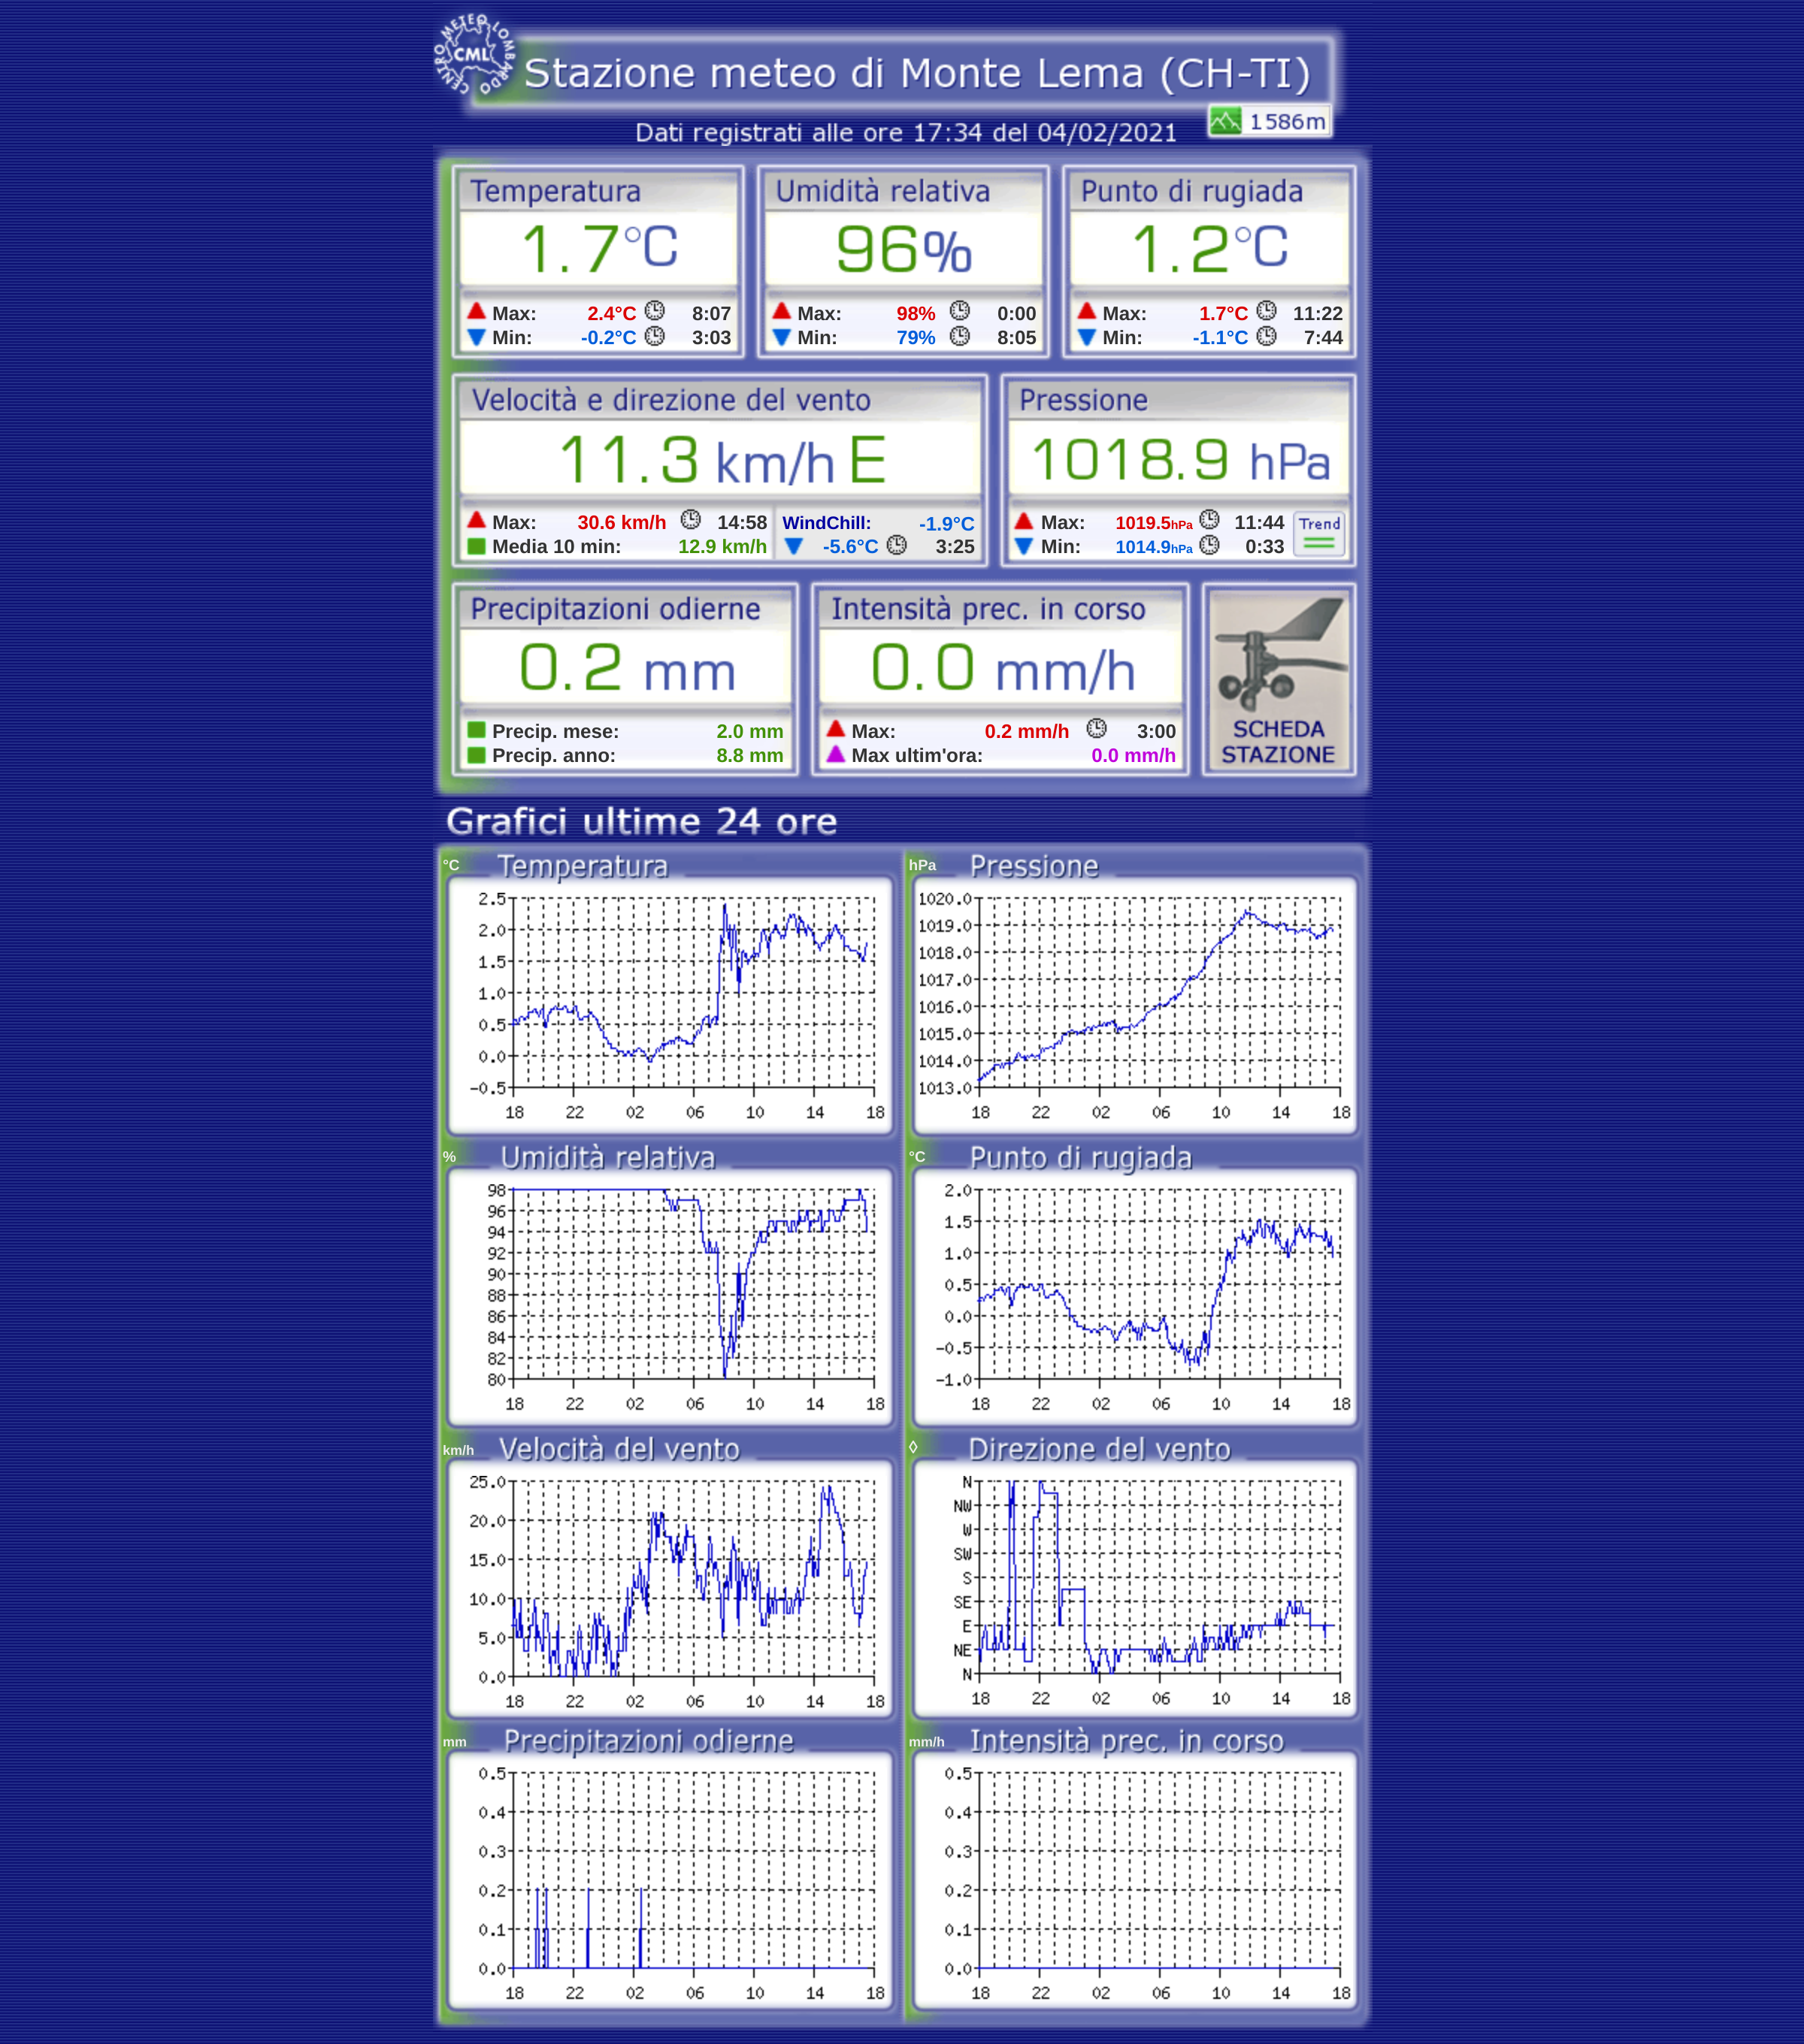 CENTRO METEO LOMBARDO
CML
Stazione meteo di Monte Lema (CH-TI)
1586m
Dati registrati alle ore 17:34 del 04/02/2021
Temperatura
1.7°C
Max: 2.4°C 8:07
Min: -0.2°C 3:03
Umidità relativa
96%
Max: 98% 0:00
Min: 79% 8:05
Punto di rugiada
1.2°C
Max: 1.7°C 11:22
Min: -1.1°C 7:44
Velocità e direzione del vento
11.3 km/h E
Max: 30.6 km/h 14:58
Media 10 min: 12.9 km/h
WindChill: -1.9°C
-5.6°C 3:25
Pressione
1018.9 hPa
Max: 1019.5hPa 11:44
Min: 1014.9hPa 0:33
Trend
Precipitazioni odierne
0.2 mm
Precip. mese: 2.0 mm
Precip. anno: 8.8 mm
Intensità prec. in corso
0.0 mm/h
Max: 0.2 mm/h 3:00
Max ultim'ora: 0.0 mm/h
SCHEDA
STAZIONE
Grafici ultime 24 ore
°C Temperatura
2.5
2.0
1.5
1.0
0.5
0.0
-0.5
18 22 02 06 10 14 18
hPa Pressione
1020.0
1019.0
1018.0
1017.0
1016.0
1015.0
1014.0
1013.0
18 22 02 06 10 14 18
% Umidità relativa
98
96
94
92
90
88
86
84
82
80
18 22 02 06 10 14 18
°C Punto di rugiada
2.0
1.5
1.0
0.5
0.0
-0.5
-1.0
18 22 02 06 10 14 18
km/h Velocità del vento
25.0
20.0
15.0
10.0
5.0
0.0
18 22 02 06 10 14 18
◊ Direzione del vento
N
NW
W
SW
S
SE
E
NE
N
18 22 02 06 10 14 18
mm Precipitazioni odierne
0.5
0.4
0.3
0.2
0.1
0.0
18 22 02 06 10 14 18
mm/h Intensità prec. in corso
0.5
0.4
0.3
0.2
0.1
0.0
18 22 02 06 10 14 18